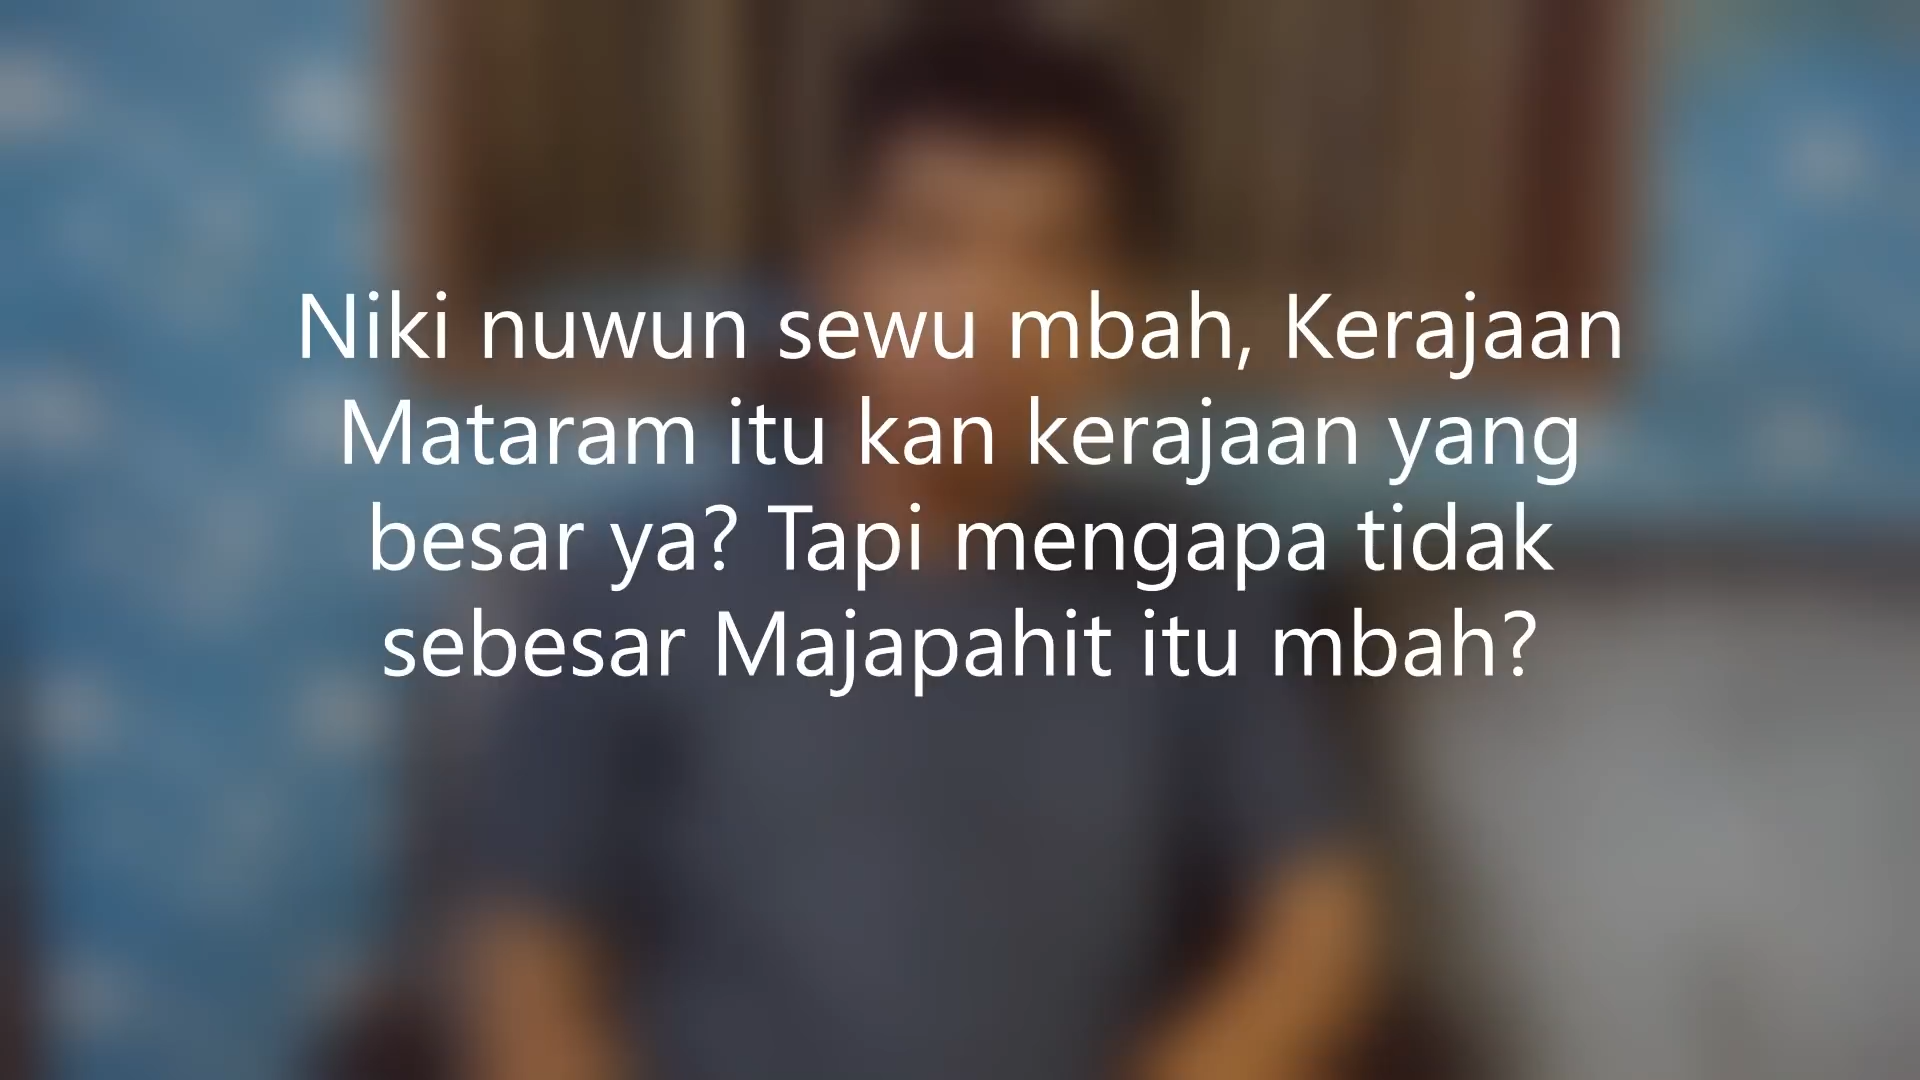 Niki nuwun sewu mbah, Kerajaan
Mataram itu kan kerajaan yang
besar ya? Tapi mengapa tidak
sebesar Majapahit itu mbah?